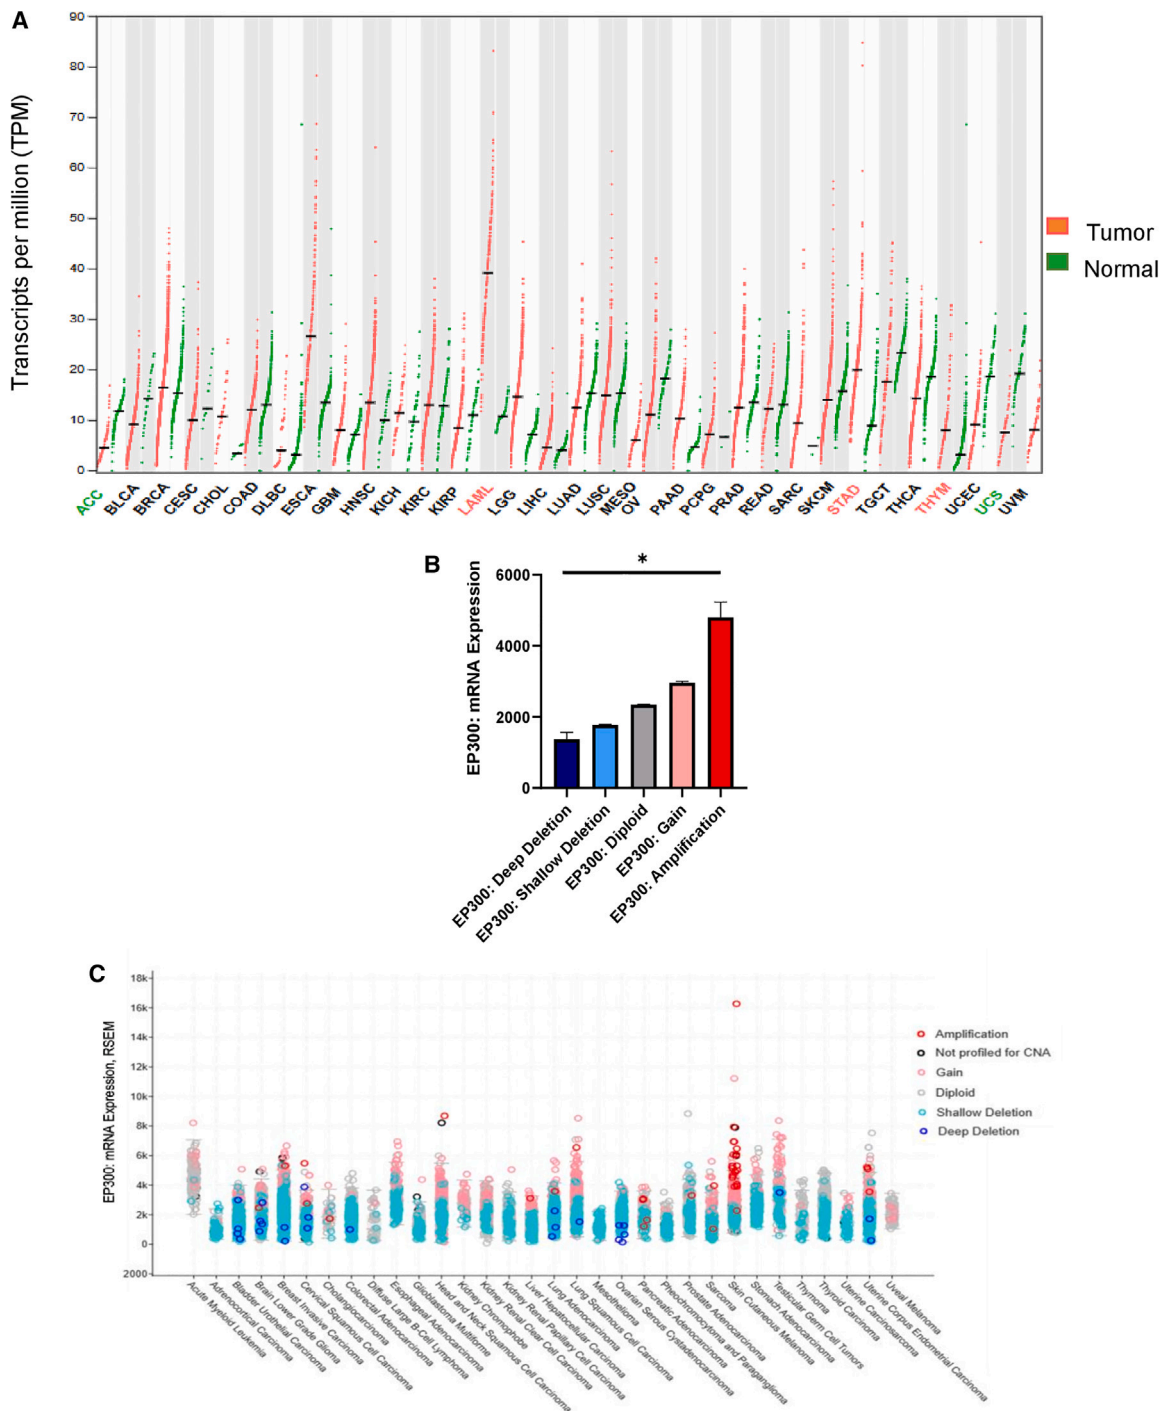 A
Transcripts per million (TPM)
90
80
70
60
50
40
30
20
10
0
Tumor
Normal
ACC
BLCA
BRCA
CESC
CHOL
COAD
DLBC
ESCA
GBM
HNSC
KICH
KIRC
KIRP
LAML
LGG
LIHC
LUAD
LUSC
MESO
OV
PAAD
PCPG
PRAD
READ
SARC
SKCM
STAD
TGCT
THCA
THYM
UCEC
UCS
UVM
B
EP300: mRNA Expression
6000
4000
2000
0
*
EP300: Deep Deletion
EP300: Shallow Deletion
EP300: Diploid
EP300: Gain
EP300: Amplification
C
EP300: mRNA Expression, RSEM
18k
16k
14k
12k
10k
8k
6k
4k
2k
0
2000
Amplification
Not profiled for CNA
Gain
Diploid
Shallow Deletion
Deep Deletion
Acute Myeloid Leukemia
Adrenocortical Carcinoma
Bladder Urothelial Carcinoma
Brain Lower Grade Glioma
Breast Invasive Carcinoma
Cervical Squamous Cell Carcinoma
Cholangiocarcinoma
Colorectal Adenocarcinoma
Diffuse Large B-Cell Lymphoma
Esophageal Adenocarcinoma
Glioblastoma Multiforme
Head and Neck Squamous Cell Carcinoma
Kidney Chromophobe
Kidney Renal Clear Cell Carcinoma
Kidney Renal Papillary Cell Carcinoma
Liver Hepatocellular Carcinoma
Lung Adenocarcinoma
Lung Squamous Cell Carcinoma
Mesothelioma
Ovarian Serous Cystadenocarcinoma
Pancreatic Adenocarcinoma
Pheochromocytoma and Paraganglioma
Prostate Adenocarcinoma
Sarcoma
Skin Cutaneous Melanoma
Stomach Adenocarcinoma
Testicular Germ Cell Tumors
Thymoma
Thyroid Carcinoma
Uterine Carcinosarcoma
Uterine Corpus Endometrial Carcinoma
Uveal Melanoma